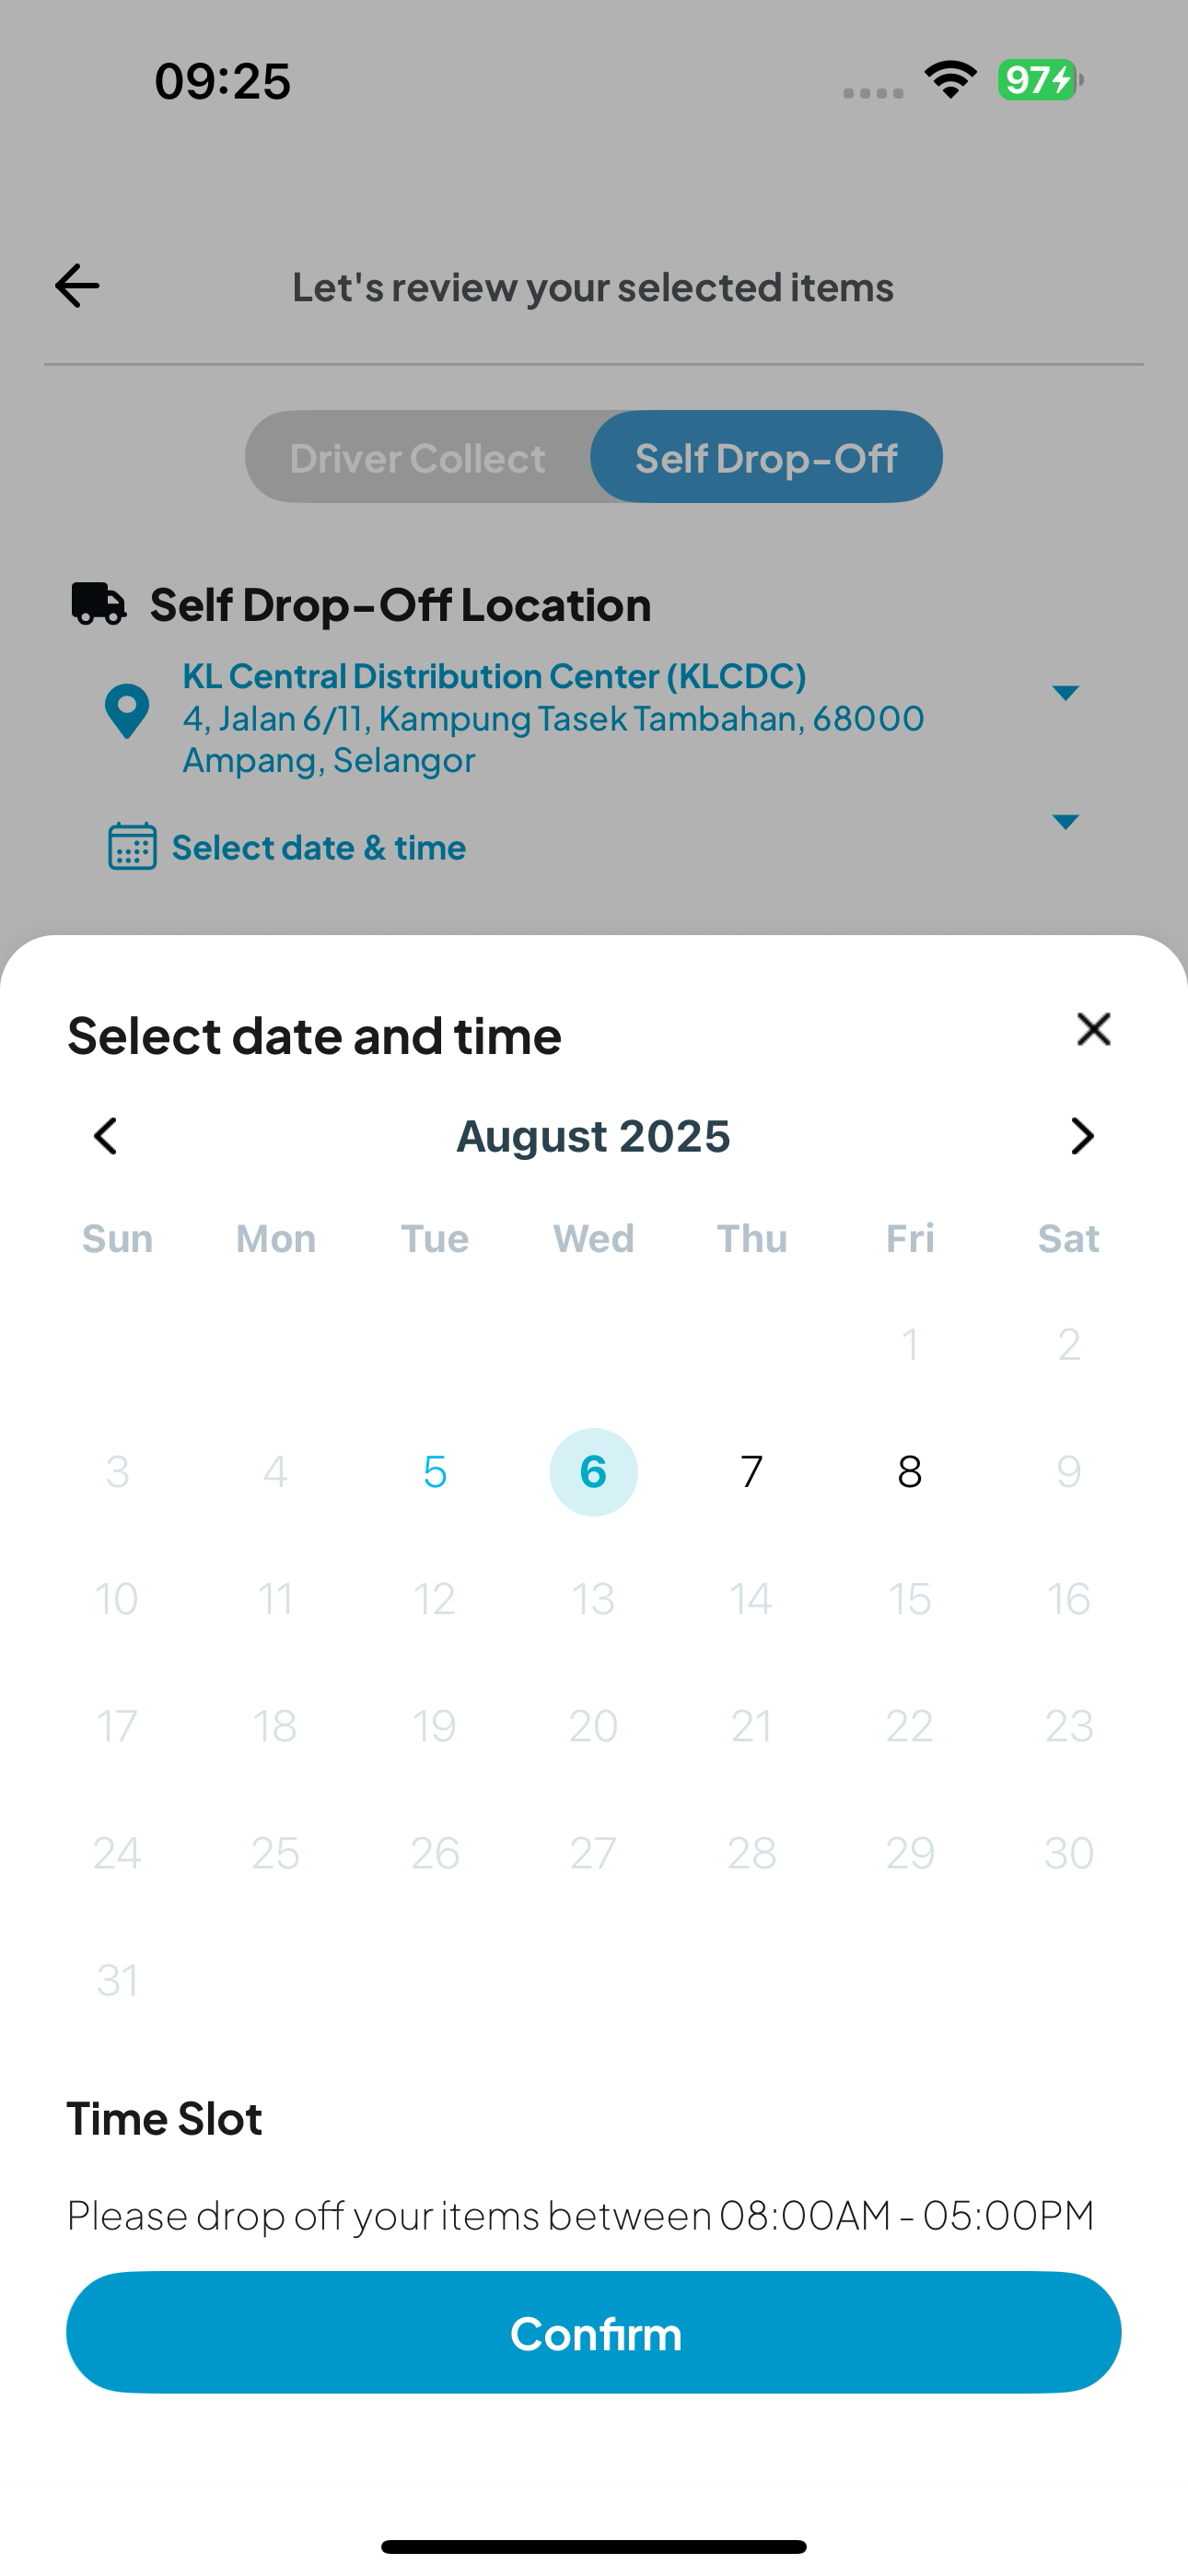 09:25
97
Let's review your selected items
Driver Collect
Self Drop-Off
Self Drop-Off Location
KL Central Distribution Center (KLCDC)
4, Jalan 6/11, Kampung Tasek Tambahan, 68000
Ampang, Selangor
Select date & time
Select date and time
August 2025
Sun Mon Tue Wed Thu Fri Sat
1 2
3 4 5 6 7 8 9
10 11 12 13 14 15 16
17 18 19 20 21 22 23
24 25 26 27 28 29 30
31
Time Slot
Please drop off your items between 08:00AM - 05:00PM
Confirm